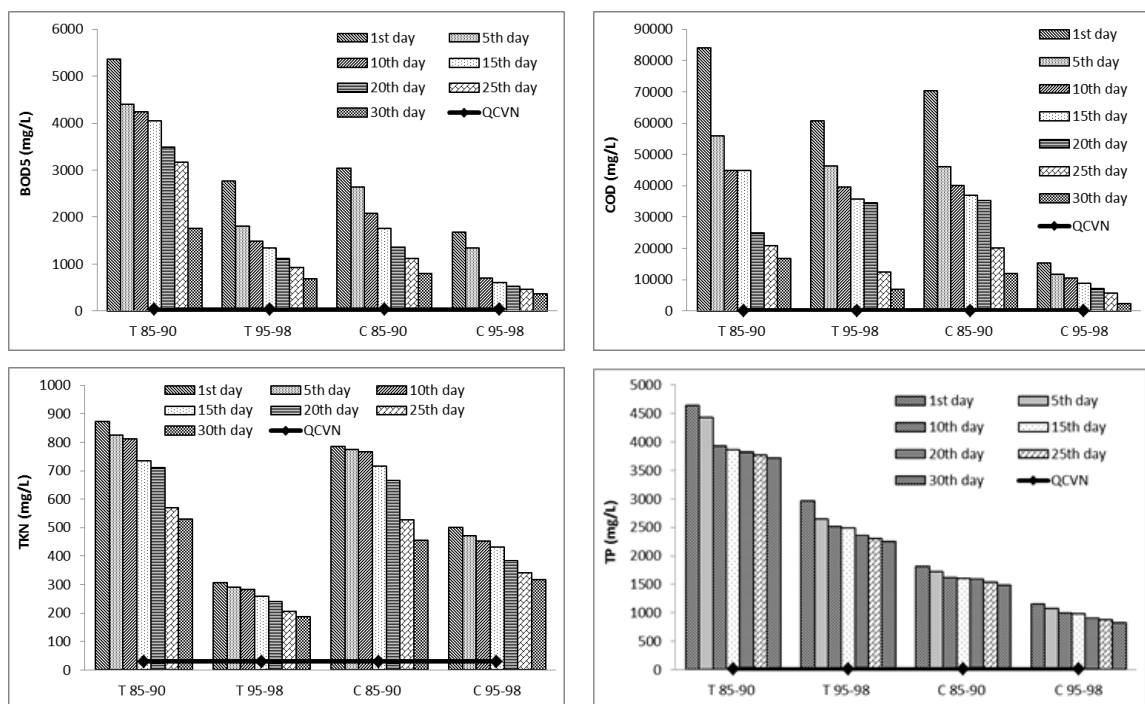 6000
5000
4000
3000
2000
1000
0
BOD5 (mg/L)
1st day 5th day
10th day 15th day
20th day 25th day
30th day QCVN
T 85-90 T 95-98 C 85-90 C 95-98
90000
80000
70000
60000
50000
40000
30000
20000
10000
0
COD (mg/L)
1st day
5th day
10th day
15th day
20th day
25th day
30th day
QCVN
T 85-90 T 95-98 C 85-90 C 95-98
1000
900
800
700
600
500
400
300
200
100
0
TKN (mg/L)
1st day 5th day 10th day
15th day 20th day 25th day
30th day QCVN
T 85-90 T 95-98 C 85-90 C 95-98
5000
4500
4000
3500
3000
2500
2000
1500
1000
500
0
TP (mg/L)
1st day 5th day
10th day 15th day
20th day 25th day
30th day QCVN
T 85-90 T 95-98 C 85-90 C 95-98